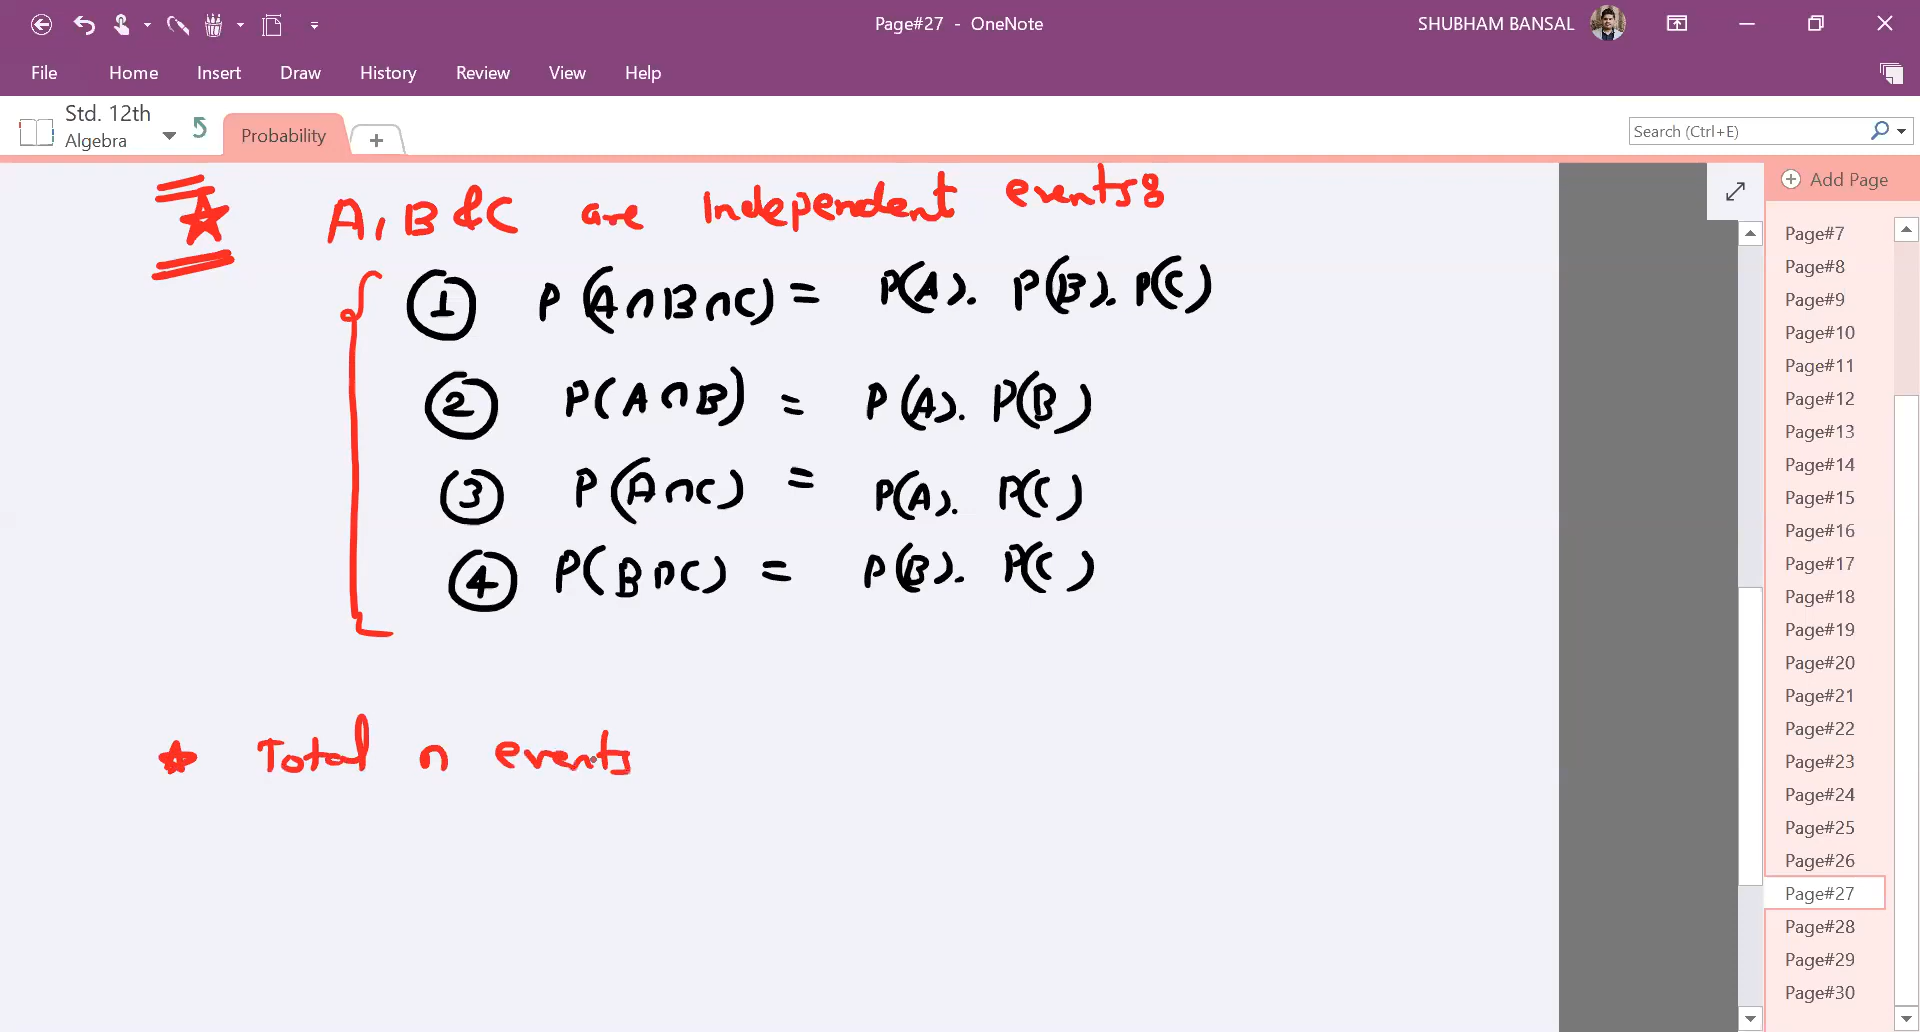 Page#27 - OneNote
SHUBHAM BANSAL
File Home Insert Draw History Review View Help
Std. 12th
Algebra
Probability
Search (Ctrl+E)
Add Page
A, B & C are Independent events:
① P(A∩B∩C) = P(A). P(B). P(C)
② P(A∩B) = P(A). P(B)
③ P(A∩C) = P(A). P(C)
④ P(B∩C) = P(B). P(C)
Total n events
Page#7
Page#8
Page#9
Page#10
Page#11
Page#12
Page#13
Page#14
Page#15
Page#16
Page#17
Page#18
Page#19
Page#20
Page#21
Page#22
Page#23
Page#24
Page#25
Page#26
Page#27
Page#28
Page#29
Page#30